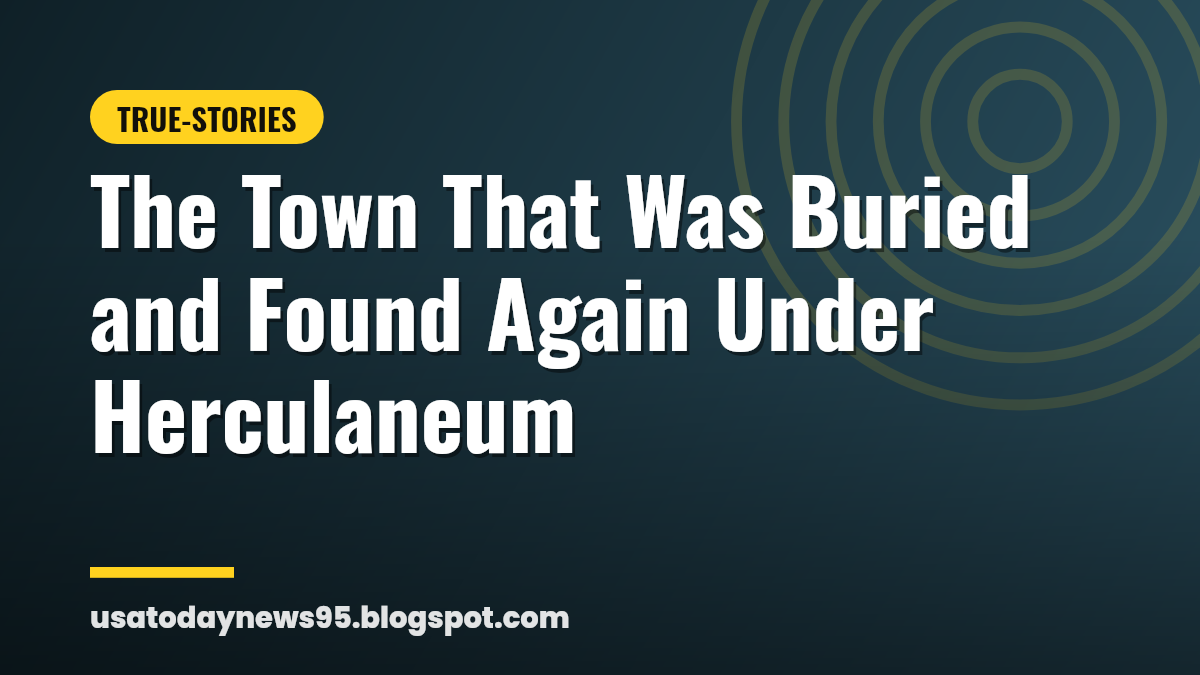 TRUE-STORIES
The Town That Was Buried
and Found Again Under
Herculaneum
usatodaynews95.blogspot.com